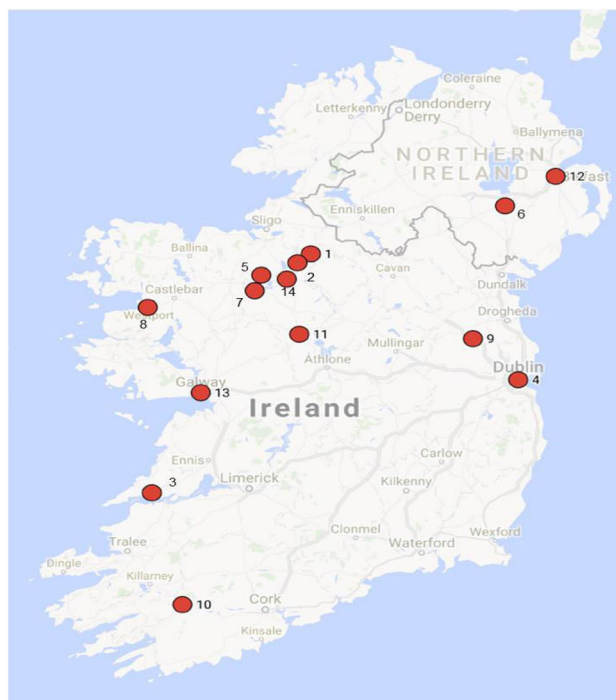 Coleraine
Letterkenny
Londonderry
Derry
Ballymena
NORTHERN
IRELAND
12
6
Enniskillen
Sligo
Ballina
1
2
5
14
7
Cavan
Dundalk
Castlebar
8
Drogheda
11
Mullingar
9
Athlone
Dublin
4
Galway
13
Ireland
Ennis
Limerick
Carlow
Kilkenny
3
Clonmel
Wexford
Waterford
Tralee
Dingle
Killarney
10
Cork
Kinsale